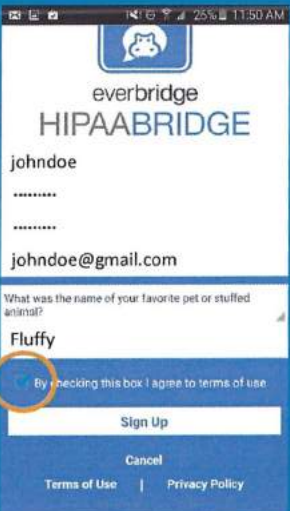 26% 11:50 AM
everbridge
HIPAABRIDGE
johndoe
.........
.........
johndoe@gmail.com
What was the name of your favorite pet or stuffed
animal?
Fluffy
By checking this box I agree to terms of use
Sign Up
Cancel
Terms of Use | Privacy Policy